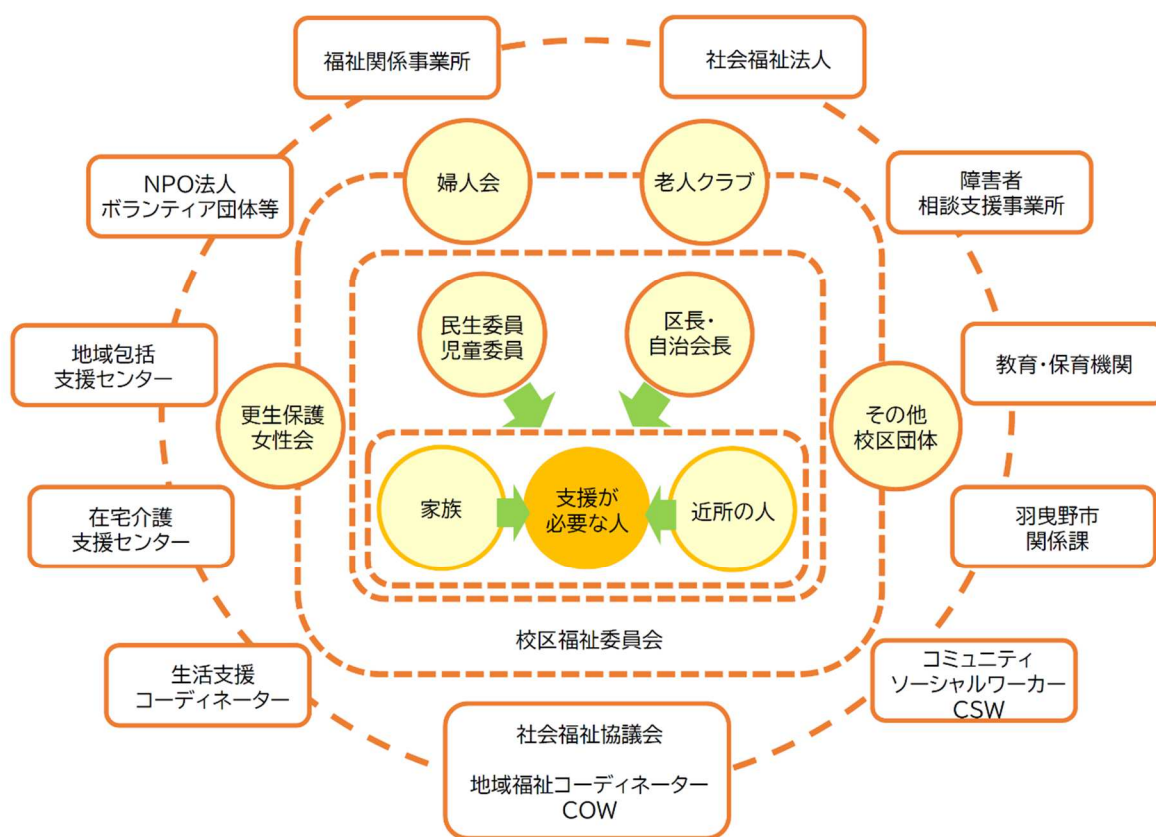 福祉関係事業所
社会福祉法人
NPO法人
ボランティア団体等
婦人会
老人クラブ
障害者
相談支援事業所
民生委員
児童委員
区長・
自治会長
地域包括
支援センター
教育・保育機関
更生保護
女性会
その他
校区団体
家族
支援が
必要な人
近所の人
在宅介護
支援センター
羽曳野市
関係課
校区福祉委員会
生活支援
コーディネーター
コミュニティ
ソーシャルワーカー
CSW
社会福祉協議会
地域福祉コーディネーター
COW